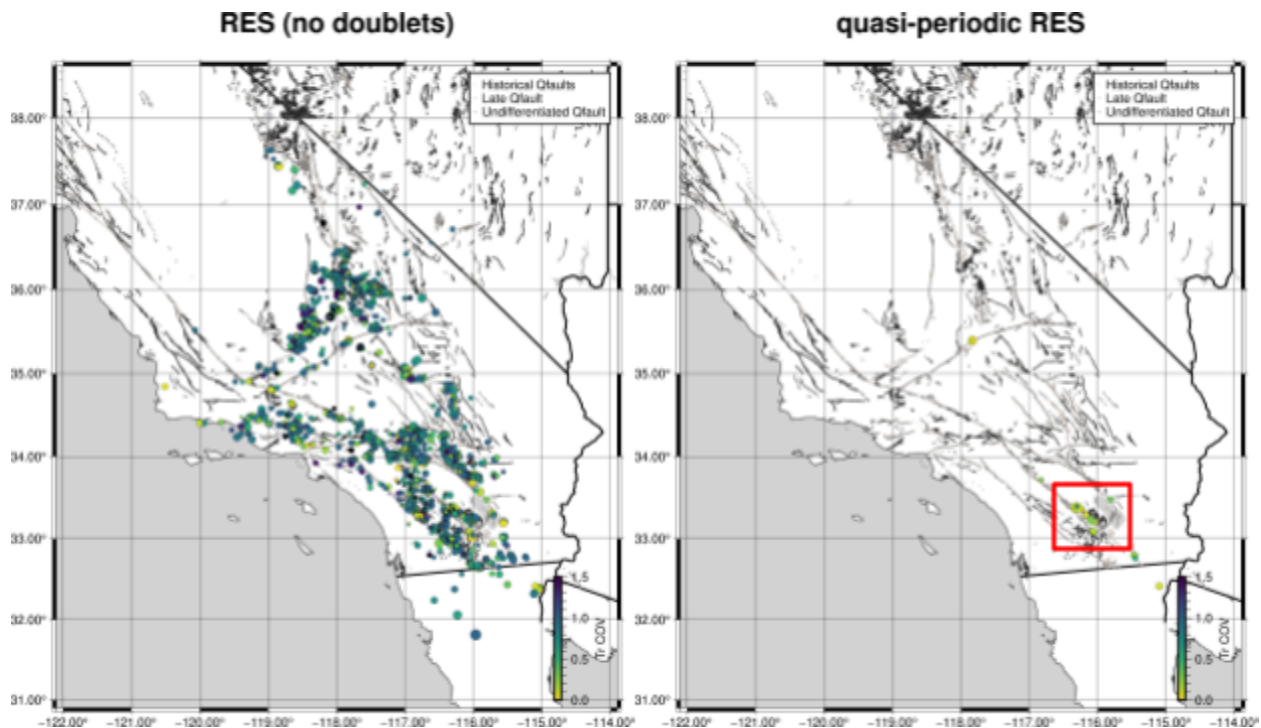 RES (no doublets)
quasi-periodic RES
Historical Qfaults
Late Qfault
Undifferentiated Qfault
38.00°
37.00°
36.00°
35.00°
34.00°
33.00°
32.00°
31.00°
1.5
1.0
0.5
0.0
Tr COV
-122.00° -121.00° -120.00° -119.00° -118.00° -117.00° -116.00° -115.00° -114.00°
Historical Qfaults
Late Qfault
Undifferentiated Qfault
38.00°
37.00°
36.00°
35.00°
34.00°
33.00°
32.00°
31.00°
1.5
1.0
0.5
0.0
Tr COV
-122.00° -121.00° -120.00° -119.00° -118.00° -117.00° -116.00° -115.00° -114.00°